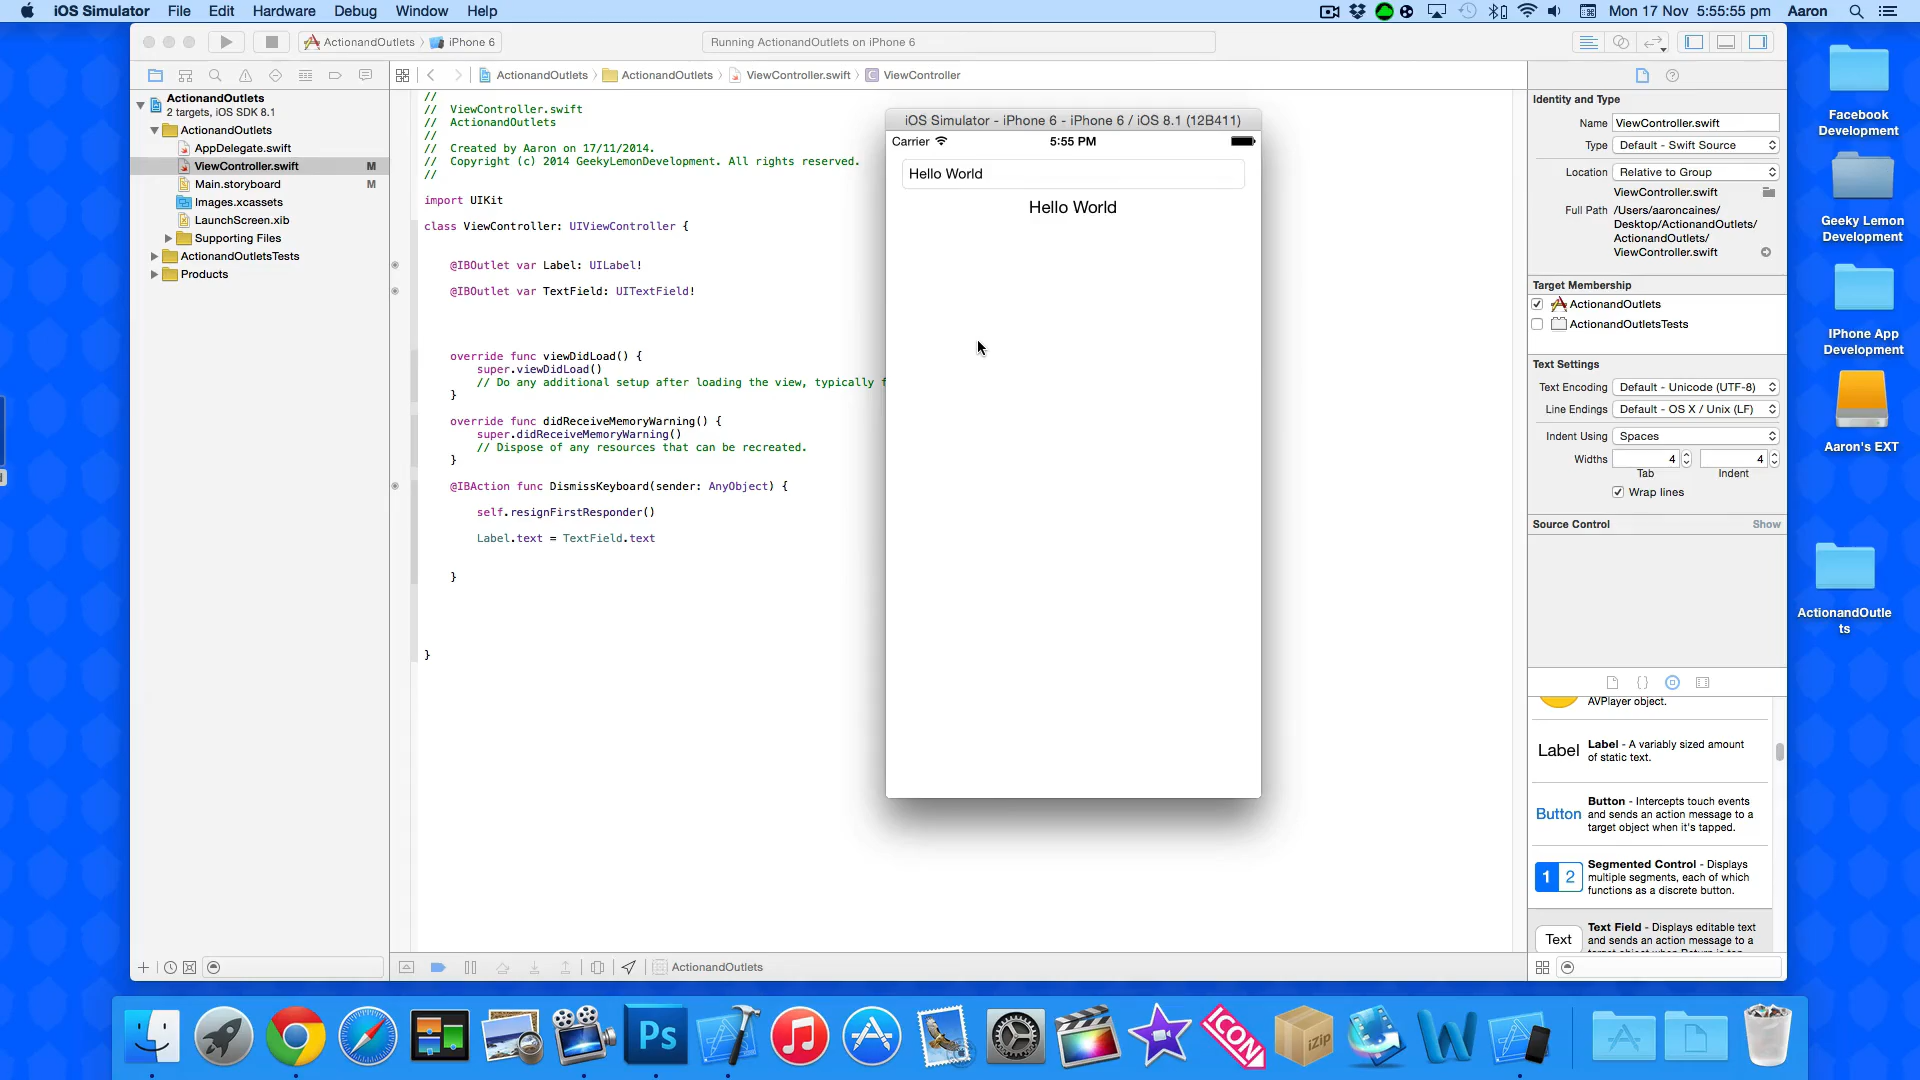 iOS Simulator File Edit Hardware Debug Window Help
Mon 17 Nov 5:55:55 pm Aaron
ActionandOutlets iPhone 6
Running ActionandOutlets on iPhone 6
ActionandOutlets ActionandOutlets ViewController.swift C ViewController
ActionandOutlets
2 targets, iOS SDK 8.1
ActionandOutlets
AppDelegate.swift
ViewController.swift M
Main.storyboard M
Images.xcassets
LaunchScreen.xib
Supporting Files
ActionandOutletsTests
Products
//
// ViewController.swift
// ActionandOutlets
//
// Created by Aaron on 17/11/2014.
// Copyright (c) 2014 GeekyLemonDevelopment. All rights reserved.
//
import UIKit
class ViewController: UIViewController {
@IBOutlet var Label: UILabel!
@IBOutlet var TextField: UITextField!
override func viewDidLoad() {
super.viewDidLoad()
// Do any additional setup after loading the view, typically f
}
override func didReceiveMemoryWarning() {
super.didReceiveMemoryWarning()
// Dispose of any resources that can be recreated.
}
@IBAction func DismissKeyboard(sender: AnyObject) {
self.resignFirstResponder()
Label.text = TextField.text
}
}
iOS Simulator - iPhone 6 - iPhone 6 / iOS 8.1 (12B411)
Carrier 5:55 PM
Hello World
Hello World
Identity and Type
Name ViewController.swift
Type Default - Swift Source
Location Relative to Group
ViewController.swift
Full Path /Users/aaroncaines/
Desktop/ActionandOutlets/
ActionandOutlets/
ViewController.swift
Target Membership
ActionandOutlets
ActionandOutletsTests
Text Settings
Text Encoding Default - Unicode (UTF-8)
Line Endings Default - OS X / Unix (LF)
Indent Using Spaces
Widths 4 4
Tab Indent
Wrap lines
Source Control Show
AVPlayer object.
Label Label - A variably sized amount
of static text.
Button Button - Intercepts touch events
and sends an action message to a
target object when it's tapped.
1 2 Segmented Control - Displays
multiple segments, each of which
functions as a discrete button.
Text Text Field - Displays editable text
and sends an action message to a
ActionandOutlets
Facebook
Development
Geeky Lemon
Development
IPhone App
Development
Aaron's EXT
ActionandOutle
ts
Ps
ICON
iZip
W